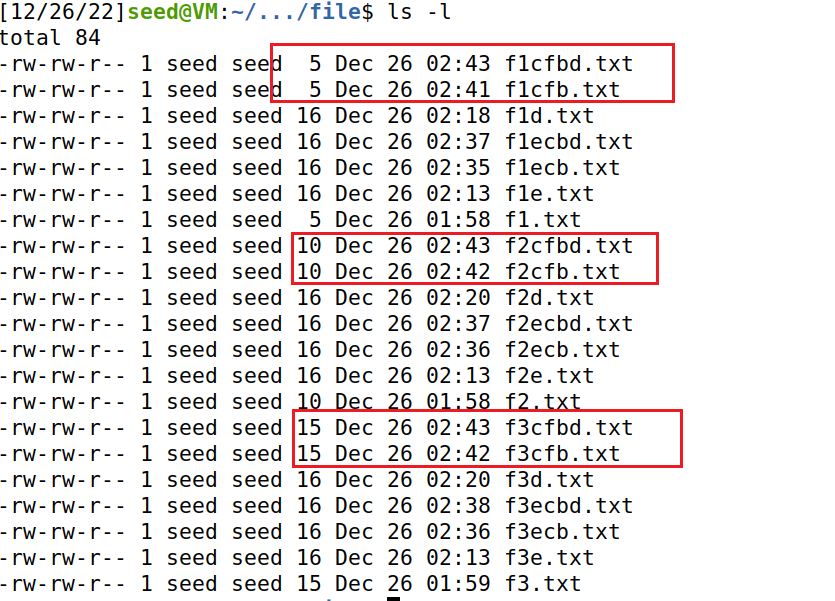 [12/26/22]seed@VM:~/.../file$ ls -l
total 84
-rw-rw-r-- 1 seed seed  5 Dec 26 02:43 f1cfbd.txt
-rw-rw-r-- 1 seed seed  5 Dec 26 02:41 f1cfb.txt
-rw-rw-r-- 1 seed seed 16 Dec 26 02:18 f1d.txt
-rw-rw-r-- 1 seed seed 16 Dec 26 02:37 f1ecbd.txt
-rw-rw-r-- 1 seed seed 16 Dec 26 02:35 f1ecb.txt
-rw-rw-r-- 1 seed seed 16 Dec 26 02:13 f1e.txt
-rw-rw-r-- 1 seed seed  5 Dec 26 01:58 f1.txt
-rw-rw-r-- 1 seed seed 10 Dec 26 02:43 f2cfbd.txt
-rw-rw-r-- 1 seed seed 10 Dec 26 02:42 f2cfb.txt
-rw-rw-r-- 1 seed seed 16 Dec 26 02:20 f2d.txt
-rw-rw-r-- 1 seed seed 16 Dec 26 02:37 f2ecbd.txt
-rw-rw-r-- 1 seed seed 16 Dec 26 02:36 f2ecb.txt
-rw-rw-r-- 1 seed seed 16 Dec 26 02:13 f2e.txt
-rw-rw-r-- 1 seed seed 10 Dec 26 01:58 f2.txt
-rw-rw-r-- 1 seed seed 15 Dec 26 02:43 f3cfbd.txt
-rw-rw-r-- 1 seed seed 15 Dec 26 02:42 f3cfb.txt
-rw-rw-r-- 1 seed seed 16 Dec 26 02:20 f3d.txt
-rw-rw-r-- 1 seed seed 16 Dec 26 02:38 f3ecbd.txt
-rw-rw-r-- 1 seed seed 16 Dec 26 02:36 f3ecb.txt
-rw-rw-r-- 1 seed seed 16 Dec 26 02:13 f3e.txt
-rw-rw-r-- 1 seed seed 15 Dec 26 01:59 f3.txt